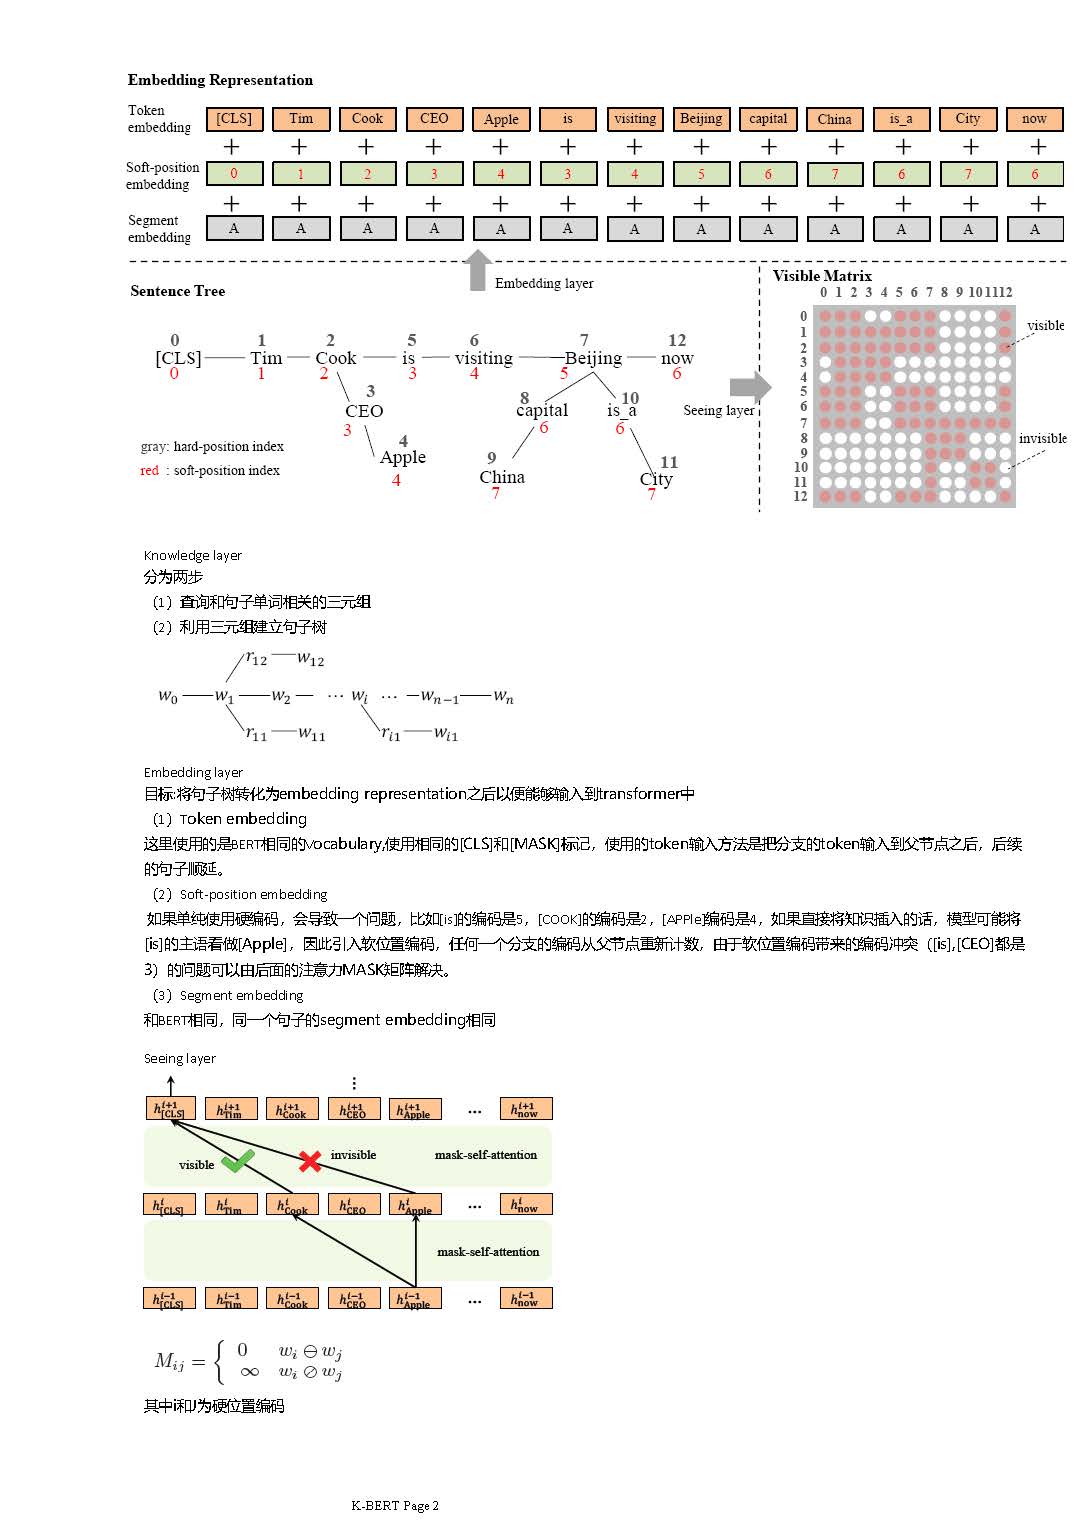 Embedding Representation
Token embedding [CLS] Tim Cook CEO Apple is visiting Beijing capital China is_a City now
+ + + + + + + + + + + + +
Soft-position embedding 0 1 2 3 4 3 4 5 6 7 6 7 6
+ + + + + + + + + + + + +
Segment embedding A A A A A A A A A A A A A
Embedding layer
Sentence Tree
0 1 2 5 6 7 12
[CLS] Tim Cook is visiting Beijing now
0 1 2 3 4 5 6
3 8 10
CEO capital is_a
3 6 6
4 9 11
Apple China City
4 7 7
gray: hard-position index
red : soft-position index
Seeing layer
Visible Matrix
0 1 2 3 4 5 6 7 8 9 10 11 12
0
1
2
3
4
5
6
7
8
9
10
11
12
visible
invisible
Knowledge layer
分为两步
（1）查询和句子单词相关的三元组
（2）利用三元组建立句子树
r₁₂ — w₁₂
w₀ — w₁ — w₂ — ⋯ wᵢ ⋯ — wₙ₋₁ — wₙ
r₁₁ — w₁₁ rᵢ₁ — wᵢ₁
Embedding layer
目标:将句子树转化为embedding representation之后以便能够输入到transformer中
（1）Token embedding
这里使用的是BERT相同的vocabulary,使用相同的[CLS]和[MASK]标记，使用的token输入方法是把分支的token输入到父节点之后，后续
的句子顺延。
（2）Soft-position embedding
如果单纯使用硬编码，会导致一个问题，比如[is]的编码是5，[COOK]的编码是2，[APPle]编码是4，如果直接将知识插入的话，模型可能将
[is]的主语看做[Apple]，因此引入软位置编码，任何一个分支的编码从父节点重新计数，由于软位置编码带来的编码冲突（[is],[CEO]都是
3）的问题可以由后面的注意力MASK矩阵解决。
（3）Segment embedding
和BERT相同，同一个句子的segment embedding相同
Seeing layer
⋮
h^{i+1}_{[CLS]} h^{i+1}_{Tim} h^{i+1}_{Cook} h^{i+1}_{CEO} h^{i+1}_{Apple} ... h^{i+1}_{now}
visible invisible mask-self-attention
h^{i}_{[CLS]} h^{i}_{Tim} h^{i}_{Cook} h^{i}_{CEO} h^{i}_{Apple} ... h^{i}_{now}
mask-self-attention
h^{i-1}_{[CLS]} h^{i-1}_{Tim} h^{i-1}_{Cook} h^{i-1}_{CEO} h^{i-1}_{Apple} ... h^{i-1}_{now}
M_{ij} = { 0 w_i ⊖ w_j
∞ w_i ⊘ w_j
其中i和J为硬位置编码
K-BERT Page 2